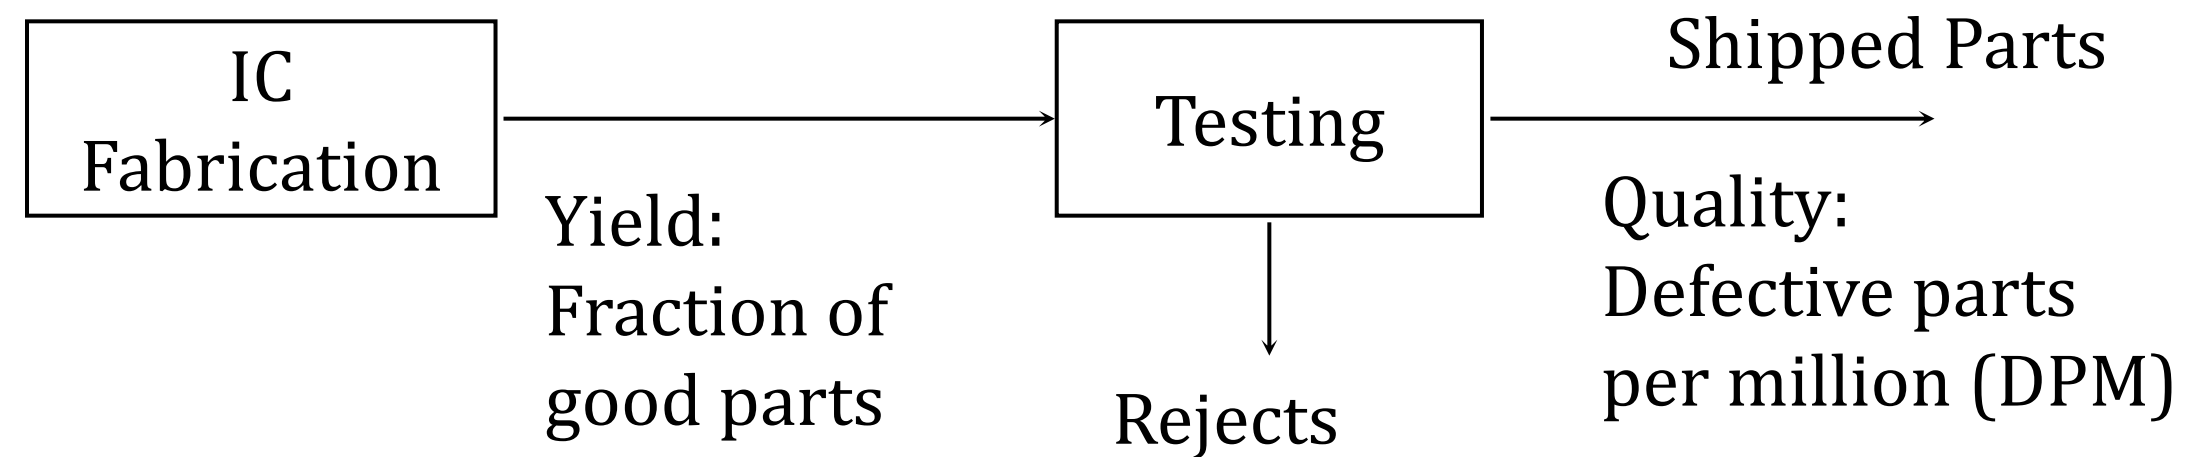 IC
Fabrication
Yield:
Fraction of
good parts
Testing
Rejects
Shipped Parts
Quality:
Defective parts
per million (DPM)